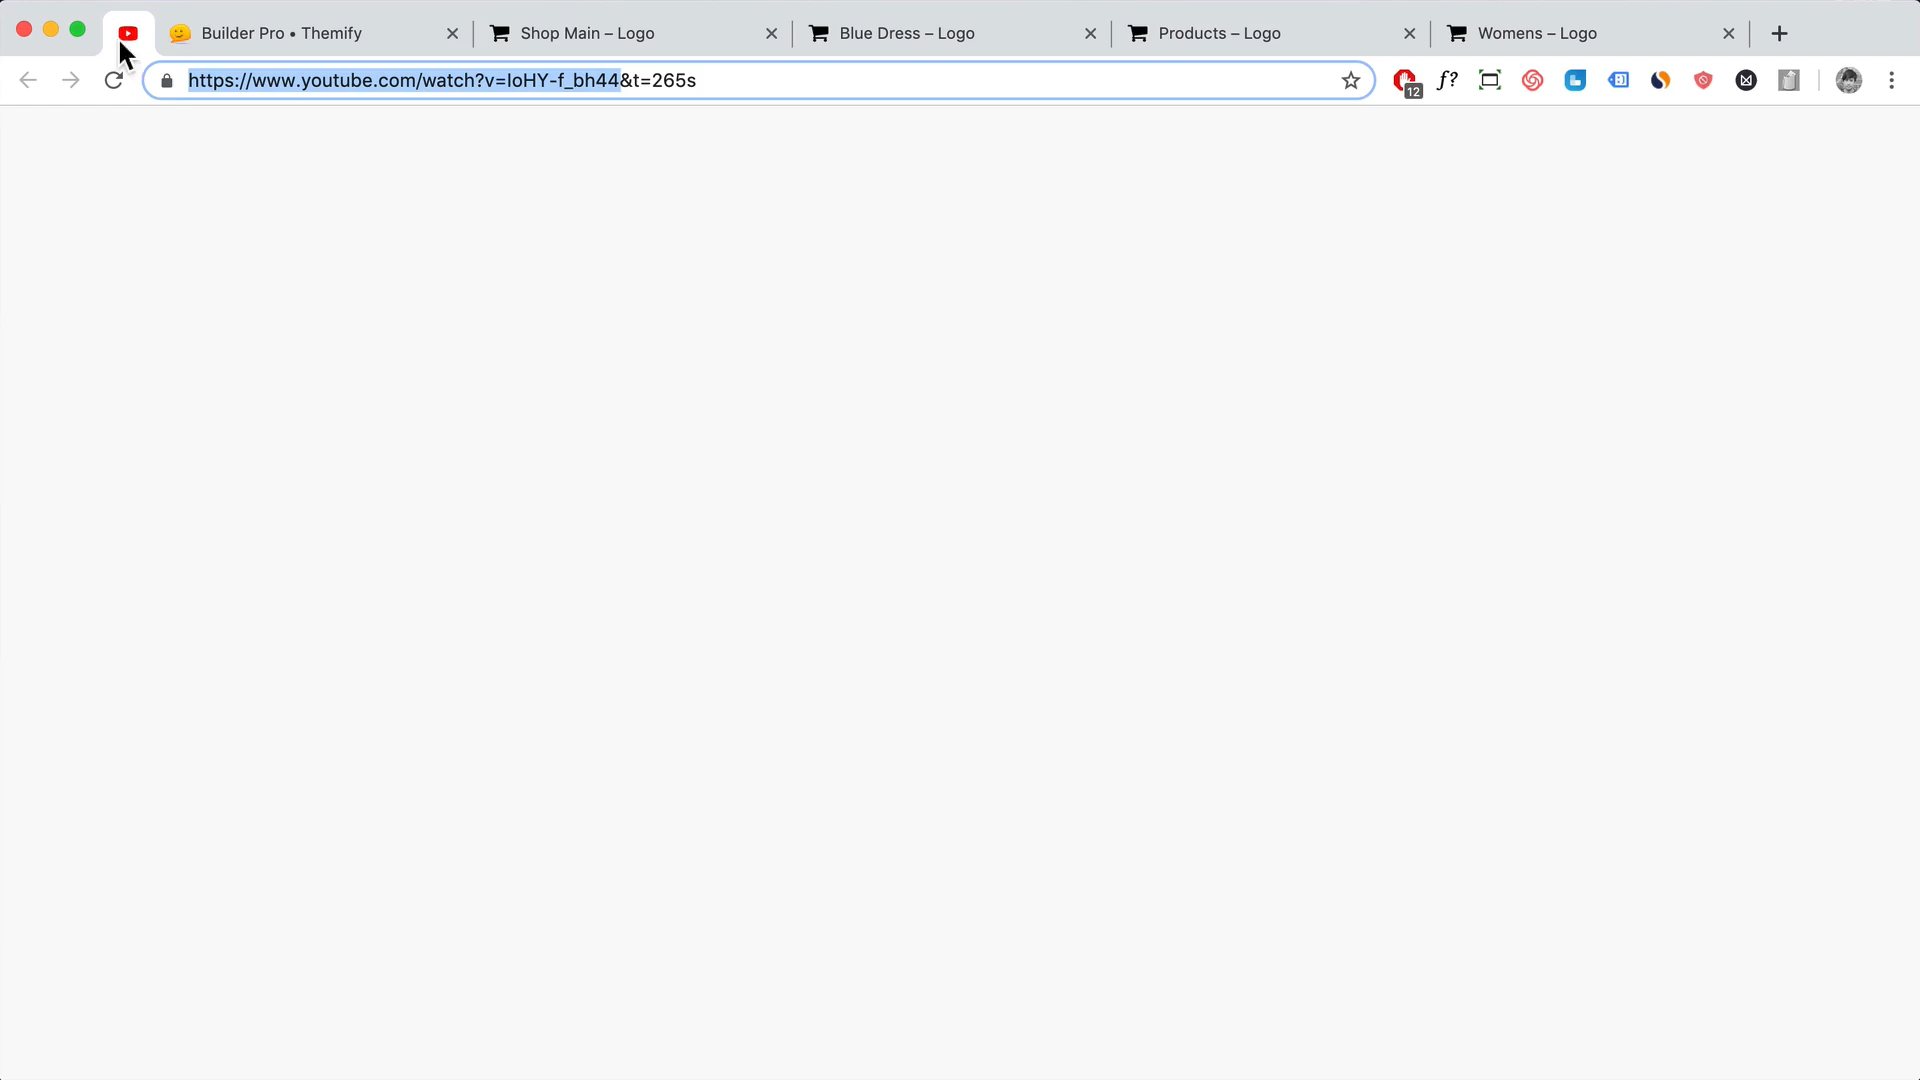 Builder Pro • Themify
Shop Main – Logo
Blue Dress – Logo
Products – Logo
Womens – Logo
https://www.youtube.com/watch?v=IoHY-f_bh44&t=265s
12
f?